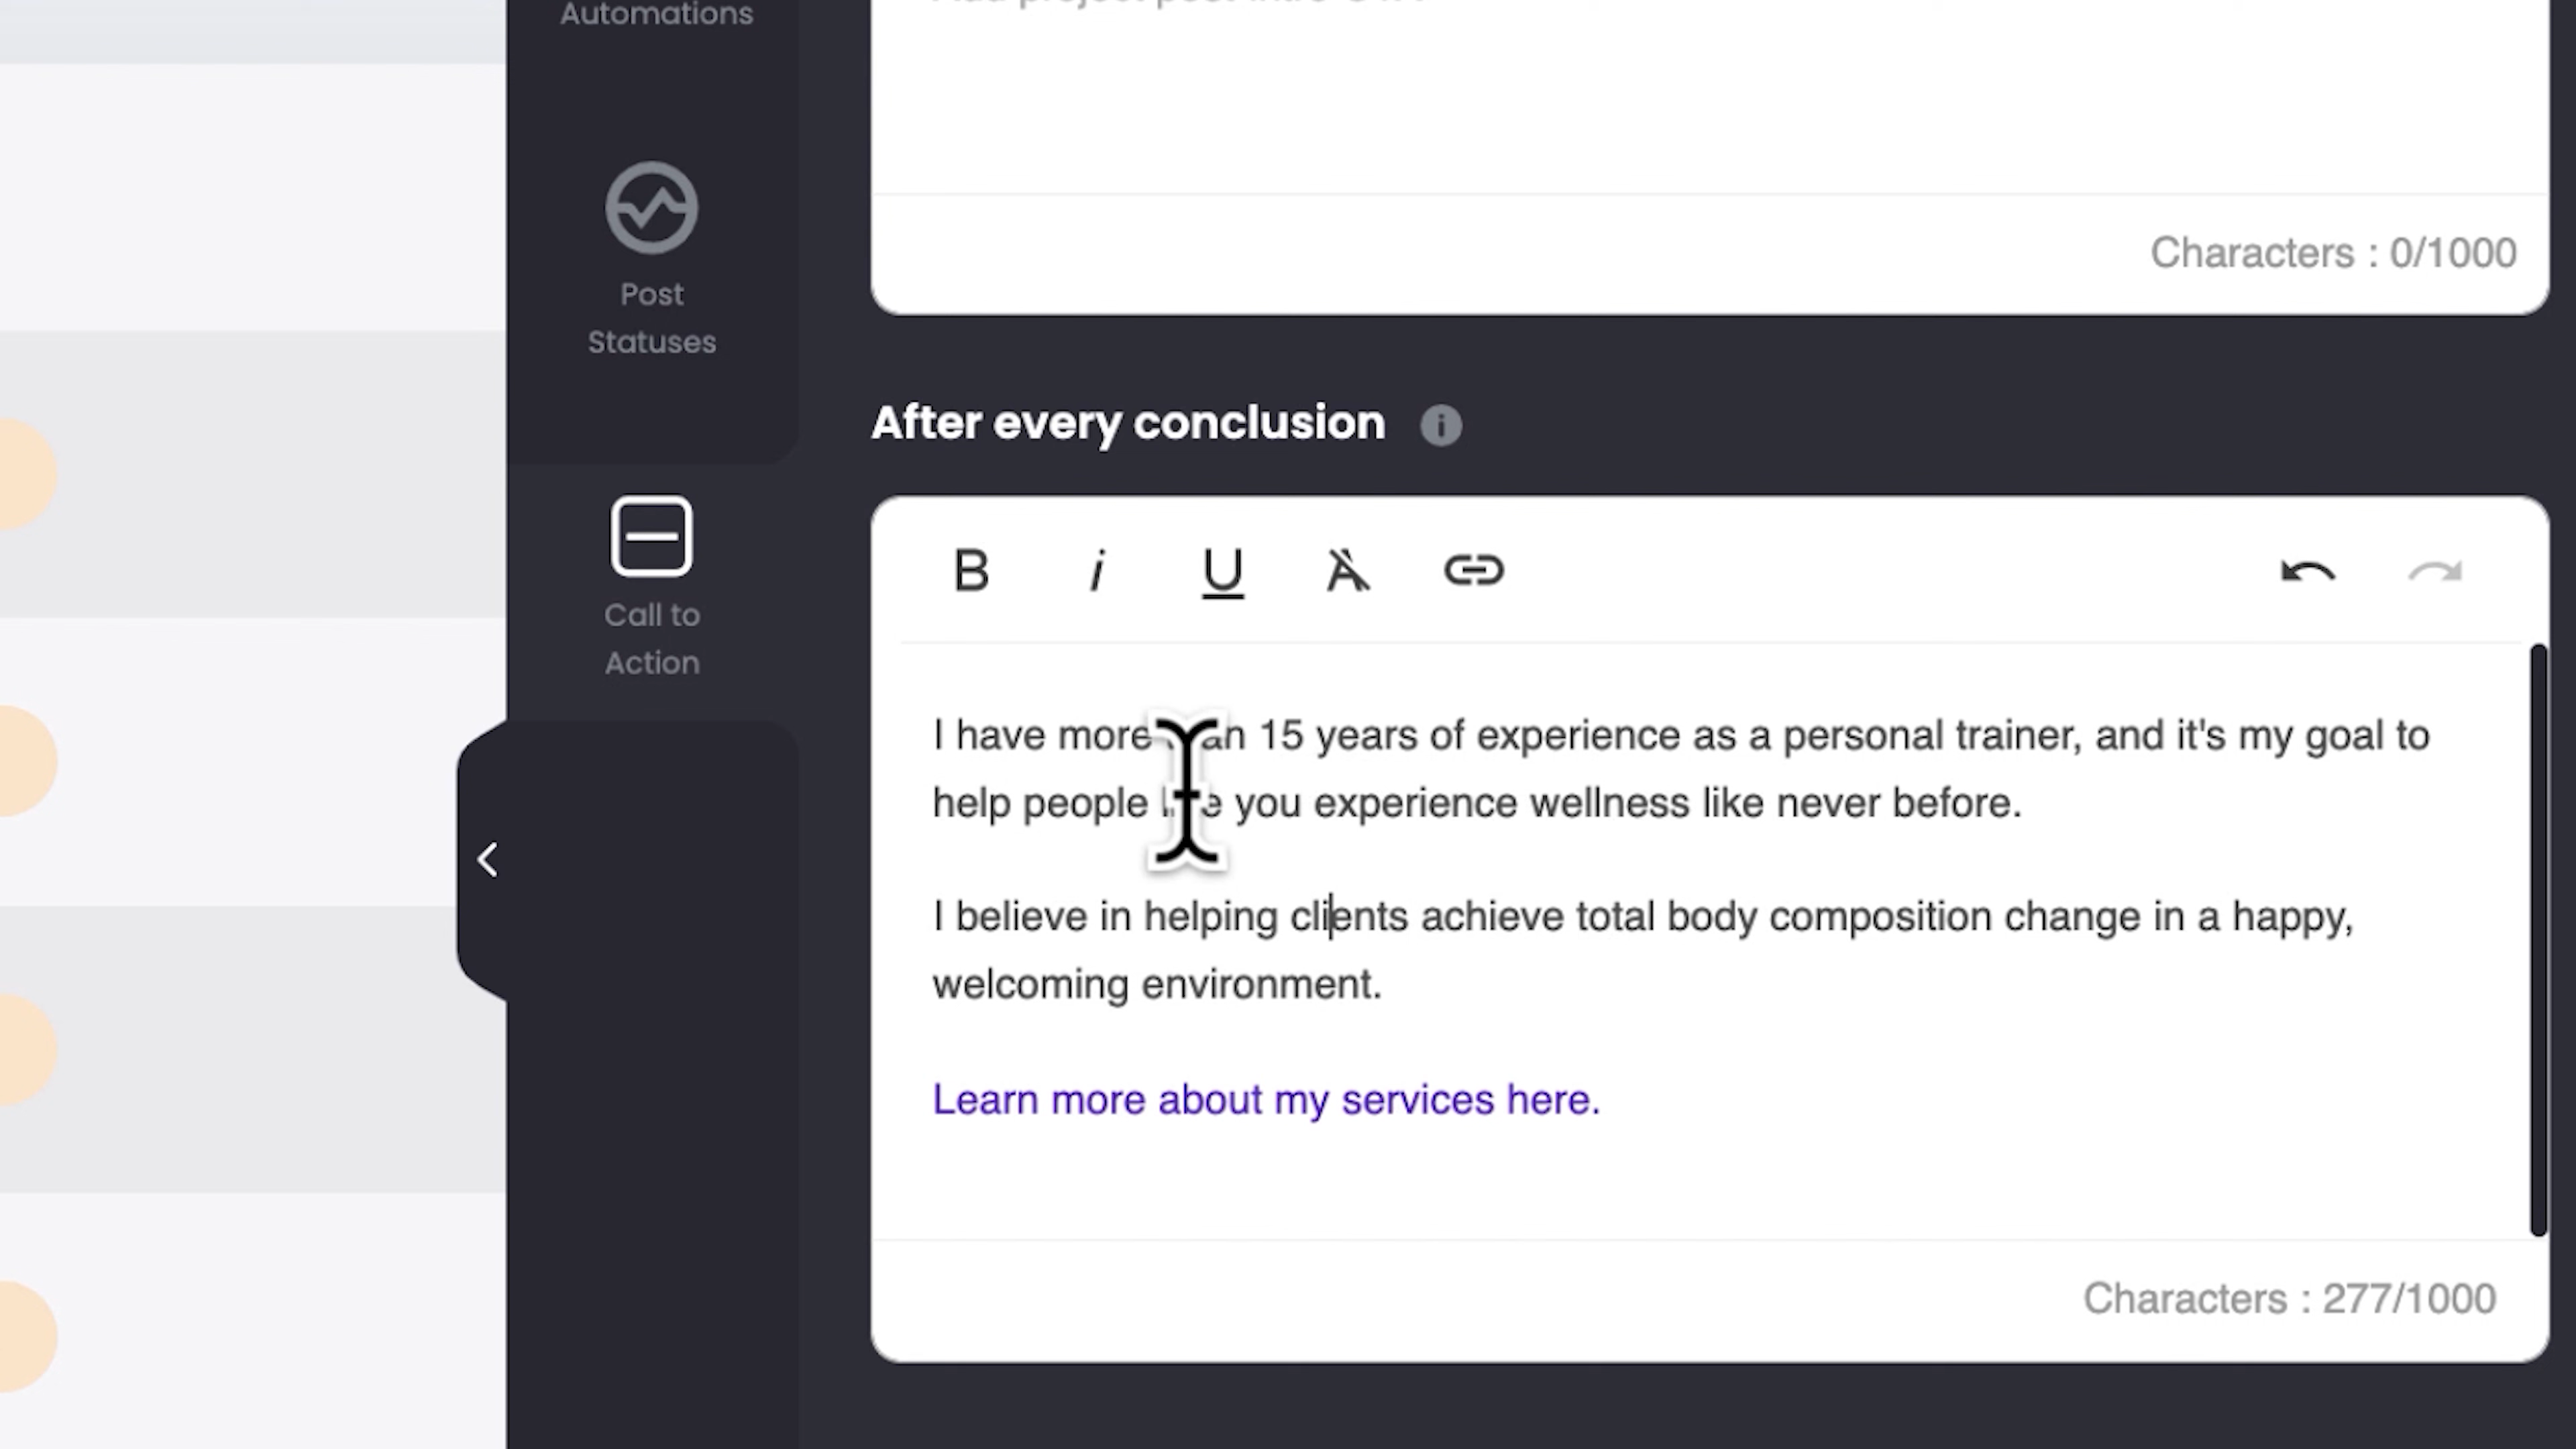 Automations
Post
Statuses
Call to
Action
Characters : 0/1000
After every conclusion
B i U A
I have more an 15 years of experience as a personal trainer, and it's my goal to
help people you experience wellness like never before.
I believe in helping clients achieve total body composition change in a happy,
welcoming environment.
Learn more about my services here.
Characters : 277/1000